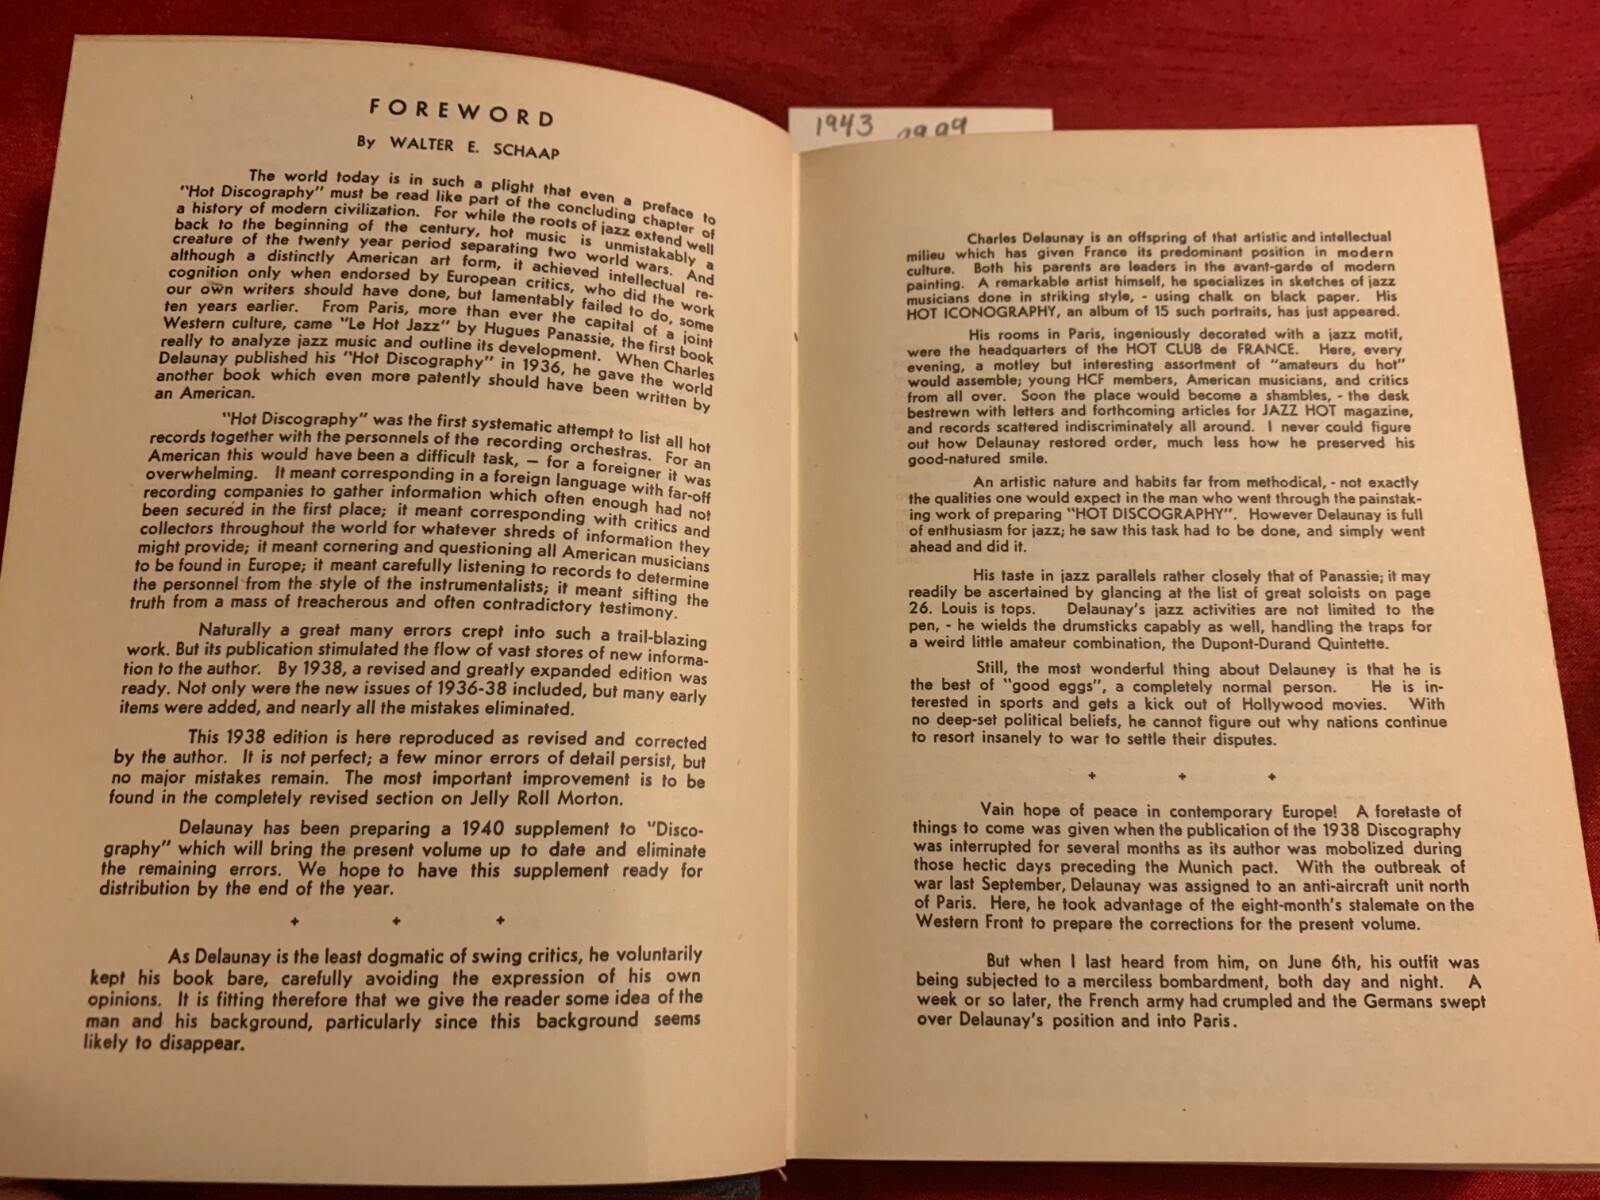 FOREWORD
By WALTER E. SCHAAP
The world today is in such a plight that even a preface to
"Hot Discography" must be read like part of the concluding chapter of
a history of modern civilization. For while the roots of jazz extend well
back to the beginning of the century, hot music is unmistakably a
creature of the twenty year period separating two world wars. And
although a distinctly American art form, it achieved intellectual re-
cognition only when endorsed by European critics, who did the work
our own writers should have done, but lamentably failed to do, some
ten years earlier. From Paris, more than ever the capital of a joint
Western culture, came "Le Hot Jazz" by Hugues Panassie, the first book
really to analyze jazz music and outline its development. When Charles
Delaunay published his "Hot Discography" in 1936, he gave the world
another book which even more patently should have been written by
an American.
"Hot Discography" was the first systematic attempt to list all hot
records together with the personnels of the recording orchestras. For an
American this would have been a difficult task, – for a foreigner it was
overwhelming. It meant corresponding in a foreign language with far-off
recording companies to gather information which often enough had not
been secured in the first place; it meant corresponding with critics and
collectors throughout the world for whatever shreds of information they
might provide; it meant cornering and questioning all American musicians
to be found in Europe; it meant carefully listening to records to determine
the personnel from the style of the instrumentalists; it meant sifting the
truth from a mass of treacherous and often contradictory testimony.
Naturally a great many errors crept into such a trail-blazing
work. But its publication stimulated the flow of vast stores of new informa-
tion to the author. By 1938, a revised and greatly expanded edition was
ready. Not only were the new issues of 1936-38 included, but many early
items were added, and nearly all the mistakes eliminated.
This 1938 edition is here reproduced as revised and corrected
by the author. It is not perfect; a few minor errors of detail persist, but
no major mistakes remain. The most important improvement is to be
found in the completely revised section on Jelly Roll Morton.
Delaunay has been preparing a 1940 supplement to "Disco-
graphy" which will bring the present volume up to date and eliminate
the remaining errors. We hope to have this supplement ready for
distribution by the end of the year.
+ + +
As Delaunay is the least dogmatic of swing critics, he voluntarily
kept his book bare, carefully avoiding the expression of his own
opinions. It is fitting therefore that we give the reader some idea of the
man and his background, particularly since this background seems
likely to disappear.
1943
Charles Delaunay is an offspring of that artistic and intellectual
milieu which has given France its predominant position in modern
culture. Both his parents are leaders in the avant-garde of modern
painting. A remarkable artist himself, he specializes in sketches of jazz
musicians done in striking style, - using chalk on black paper. His
HOT ICONOGRAPHY, an album of 15 such portraits, has just appeared.
His rooms in Paris, ingeniously decorated with a jazz motif,
were the headquarters of the HOT CLUB de FRANCE. Here, every
evening, a motley but interesting assortment of "amateurs du hot"
would assemble; young HCF members, American musicians, and critics
from all over. Soon the place would become a shambles, - the desk
bestrewn with letters and forthcoming articles for JAZZ HOT magazine,
and records scattered indiscriminately all around. I never could figure
out how Delaunay restored order, much less how he preserved his
good-natured smile.
An artistic nature and habits far from methodical, - not exactly
the qualities one would expect in the man who went through the painstak-
ing work of preparing "HOT DISCOGRAPHY". However Delaunay is full
of enthusiasm for jazz; he saw this task had to be done, and simply went
ahead and did it.
His taste in jazz parallels rather closely that of Panassie; it may
readily be ascertained by glancing at the list of great soloists on page
26. Louis is tops. Delaunay's jazz activities are not limited to the
pen, - he wields the drumsticks capably as well, handling the traps for
a weird little amateur combination, the Dupont-Durand Quintette.
Still, the most wonderful thing about Delauney is that he is
the best of "good eggs", a completely normal person. He is in-
terested in sports and gets a kick out of Hollywood movies. With
no deep-set political beliefs, he cannot figure out why nations continue
to resort insanely to war to settle their disputes.
+ + +
Vain hope of peace in contemporary Europe! A foretaste of
things to come was given when the publication of the 1938 Discography
was interrupted for several months as its author was mobolized during
those hectic days preceding the Munich pact. With the outbreak of
war last September, Delaunay was assigned to an anti-aircraft unit north
of Paris. Here, he took advantage of the eight-month's stalemate on the
Western Front to prepare the corrections for the present volume.
But when I last heard from him, on June 6th, his outfit was
being subjected to a merciless bombardment, both day and night. A
week or so later, the French army had crumpled and the Germans swept
over Delaunay's position and into Paris.